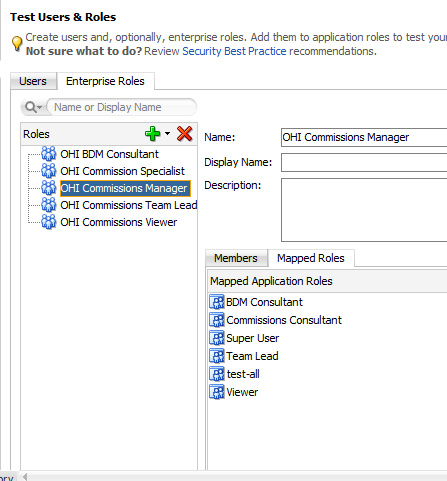 Test Users & Roles
Create users and, optionally, enterprise roles. Add them to application roles to test your
Not sure what to do? Review Security Best Practice recommendations.
Users
Enterprise Roles
Name or Display Name
Roles
OHI BDM Consultant
OHI Commission Specialist
OHI Commissions Manager
OHI Commissions Team Lead
OHI Commissions Viewer
Name:
OHI Commissions Manager
Display Name:
Description:
Members
Mapped Roles
Mapped Application Roles
BDM Consultant
Commissions Consultant
Super User
Team Lead
test-all
Viewer
ory